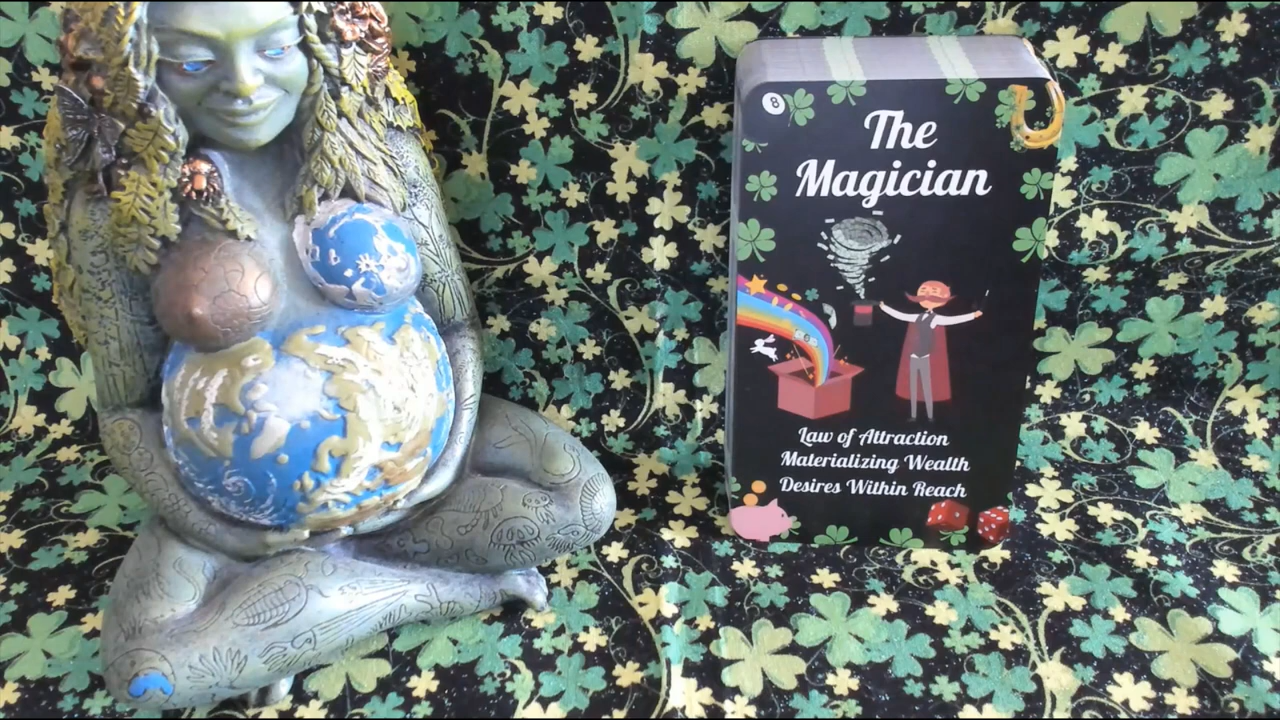 8
The
Magician
Law of Attraction
Materializing Wealth
Desires Within Reach